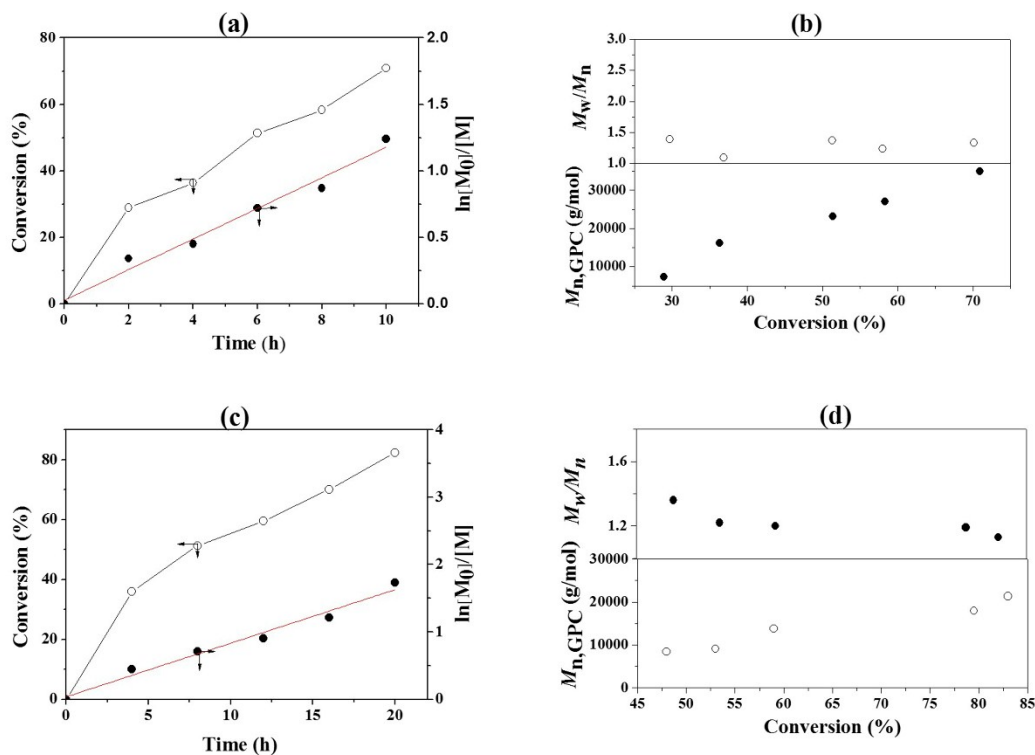 (a)
80
60
40
20
0
2.0
1.5
1.0
0.5
0.0
0 2 4 6 8 10
Conversion (%)
ln[M₀]/[M]
Time (h)
(b)
3.0
2.5
2.0
1.5
1.0
30000
20000
10000
30 40 50 60 70
Mw/Mn
Mn,GPC (g/mol)
Conversion (%)
(c)
80
60
40
20
0
4
3
2
1
0
0 5 10 15 20
Conversion (%)
ln[M₀]/[M]
Time (h)
(d)
1.6
1.2
30000
20000
10000
0
45 50 55 60 65 70 75 80 85
Mw/Mn
Mn,GPC (g/mol)
Conversion (%)